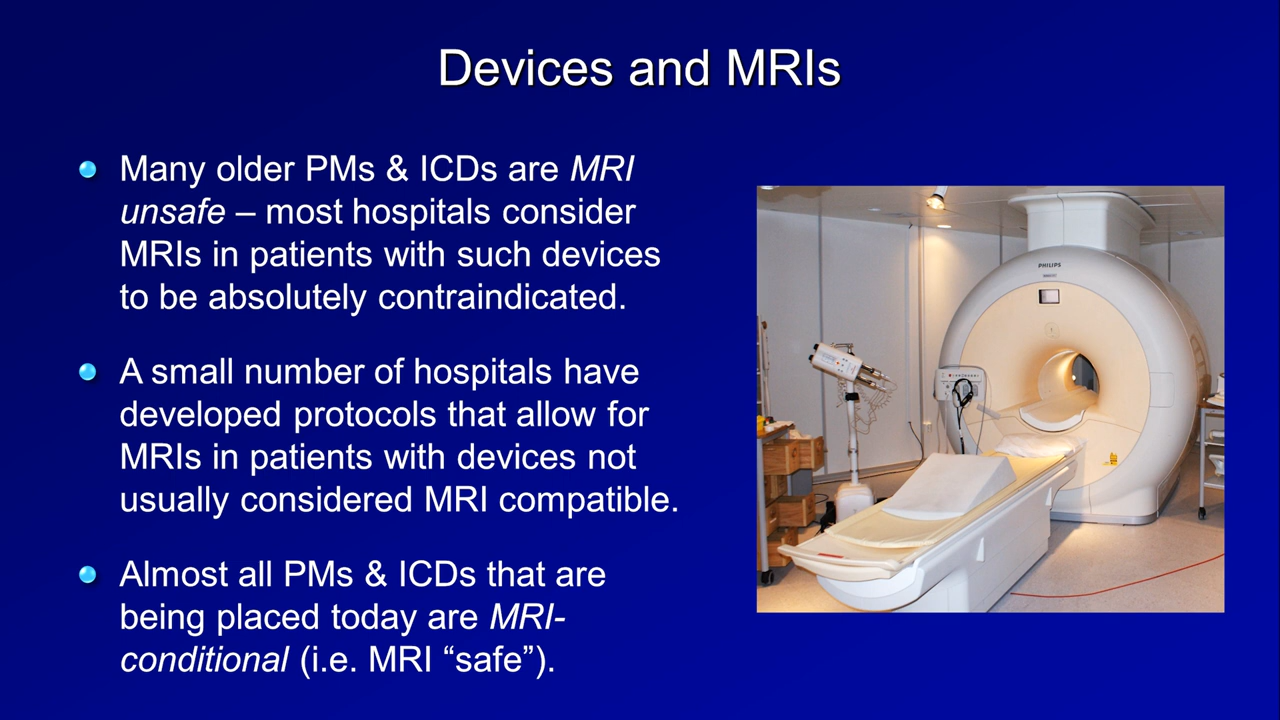 Devices and MRIs
Many older PMs & ICDs are MRI
unsafe – most hospitals consider
MRIs in patients with such devices
to be absolutely contraindicated.
A small number of hospitals have
developed protocols that allow for
MRIs in patients with devices not
usually considered MRI compatible.
Almost all PMs & ICDs that are
being placed today are MRI-
conditional (i.e. MRI “safe”).
PHILIPS